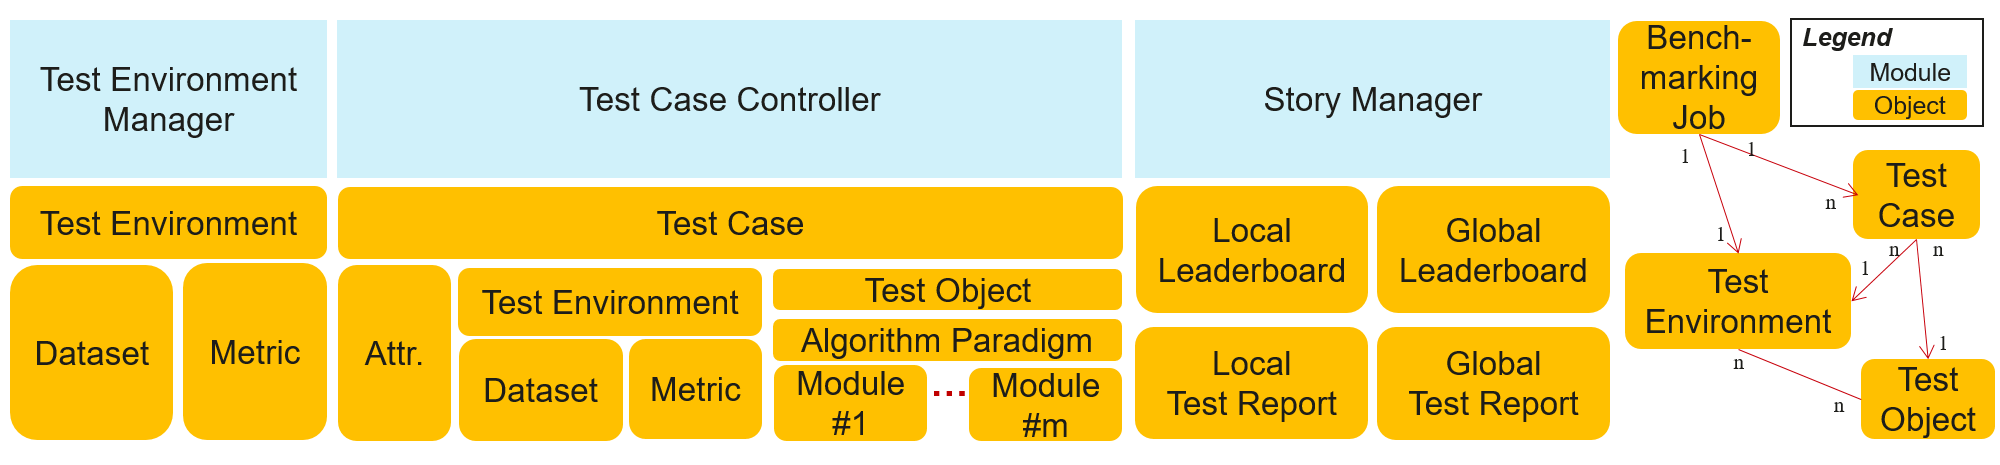 Test Environment
Manager
Test Case Controller
Story Manager
Test Environment
Dataset
Metric
Test Case
Attr.
Test Environment
Dataset
Metric
Test Object
Algorithm Paradigm
Module
#1
...
Module
#m
Local
Leaderboard
Global
Leaderboard
Local
Test Report
Global
Test Report
Bench-
marking
Job
Legend
Module
Object
1
1
n
Test
Case
1
n
n
1
Test
Environment
1
n
n
Test
Object